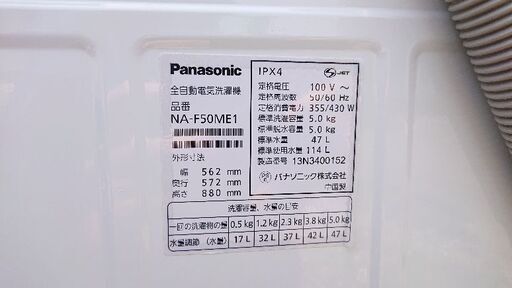 Panasonic
全自動電気洗濯機
品番
NA-F50ME1
外形寸法
幅 562 mm
奥行 572 mm
高さ 880 mm
IPX4
JET
定格電圧 100 V ~
定格周波数 50/60 Hz
定格消費電力 355/430 W
標準洗濯容量 5.0 kg
標準脱水容量 5.0 kg
標準水量 47 L
標準使用水量 114 L
製造番号 13N3400152
パナソニック株式会社
中国製
洗濯容量、水量の目安
一回の洗濯物の量 0.5 kg 1.2 kg 2.3 kg 3.8 kg 5.0 kg
水量調節 (水量) 17 L 32 L 37 L 42 L 47 L